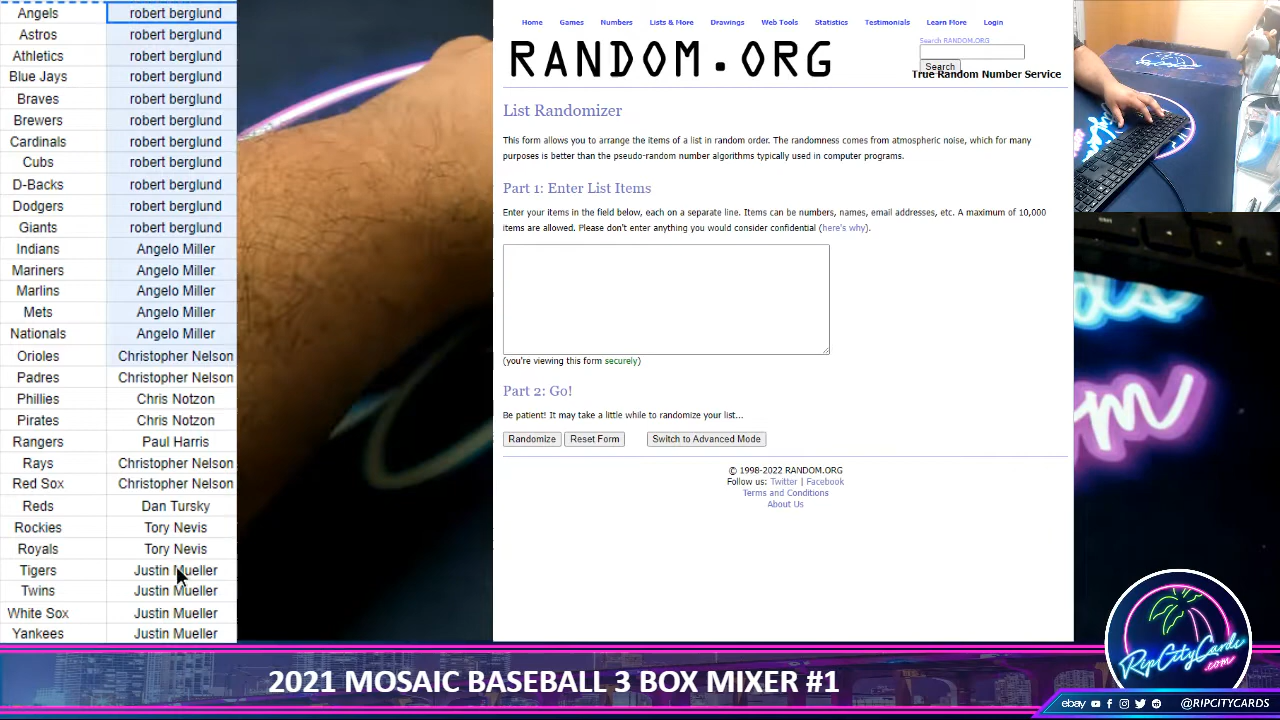 Angels robert berglund
Astros robert berglund
Athletics robert berglund
Blue Jays robert berglund
Braves robert berglund
Brewers robert berglund
Cardinals robert berglund
Cubs robert berglund
D-Backs robert berglund
Dodgers robert berglund
Giants robert berglund
Indians Angelo Miller
Mariners Angelo Miller
Marlins Angelo Miller
Mets Angelo Miller
Nationals Angelo Miller
Orioles Christopher Nelson
Padres Christopher Nelson
Phillies Chris Notzon
Pirates Chris Notzon
Rangers Paul Harris
Rays Christopher Nelson
Red Sox Christopher Nelson
Reds Dan Tursky
Rockies Tory Nevis
Royals Tory Nevis
Tigers Justin Mueller
Twins Justin Mueller
White Sox Justin Mueller
Yankees Justin Mueller
Home Games Numbers Lists & More Drawings Web Tools Statistics Testimonials Learn More Login
RANDOM.ORG
Search RANDOM.ORG
Search
True Random Number Service
List Randomizer
This form allows you to arrange the items of a list in random order. The randomness comes from atmospheric noise, which for many
purposes is better than the pseudo-random number algorithms typically used in computer programs.
Part 1: Enter List Items
Enter your items in the field below, each on a separate line. Items can be numbers, names, email addresses, etc. A maximum of 10,000
items are allowed. Please don't enter anything you would consider confidential (here's why).
(you're viewing this form securely)
Part 2: Go!
Be patient! It may take a little while to randomize your list...
Randomize Reset Form Switch to Advanced Mode
© 1998-2022 RANDOM.ORG
Follow us: Twitter | Facebook
Terms and Conditions
About Us
2021 MOSAIC BASEBALL 3 BOX MIXER #1
RipCityCards
.com
ebay @RIPCITYCARDS